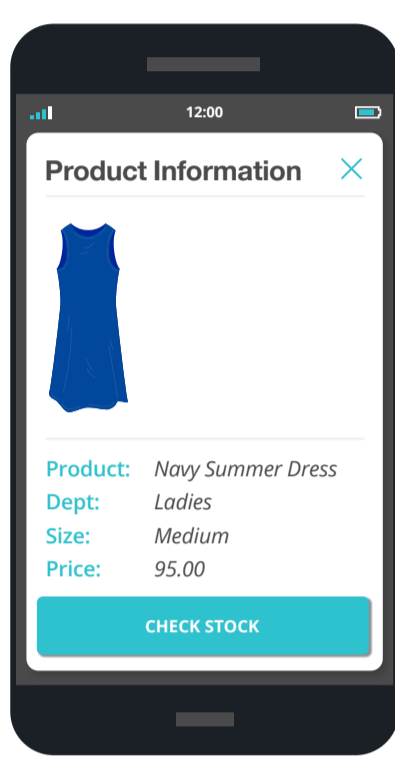 12:00
Product Information
Product: Navy Summer Dress
Dept: Ladies
Size: Medium
Price: 95.00
CHECK STOCK